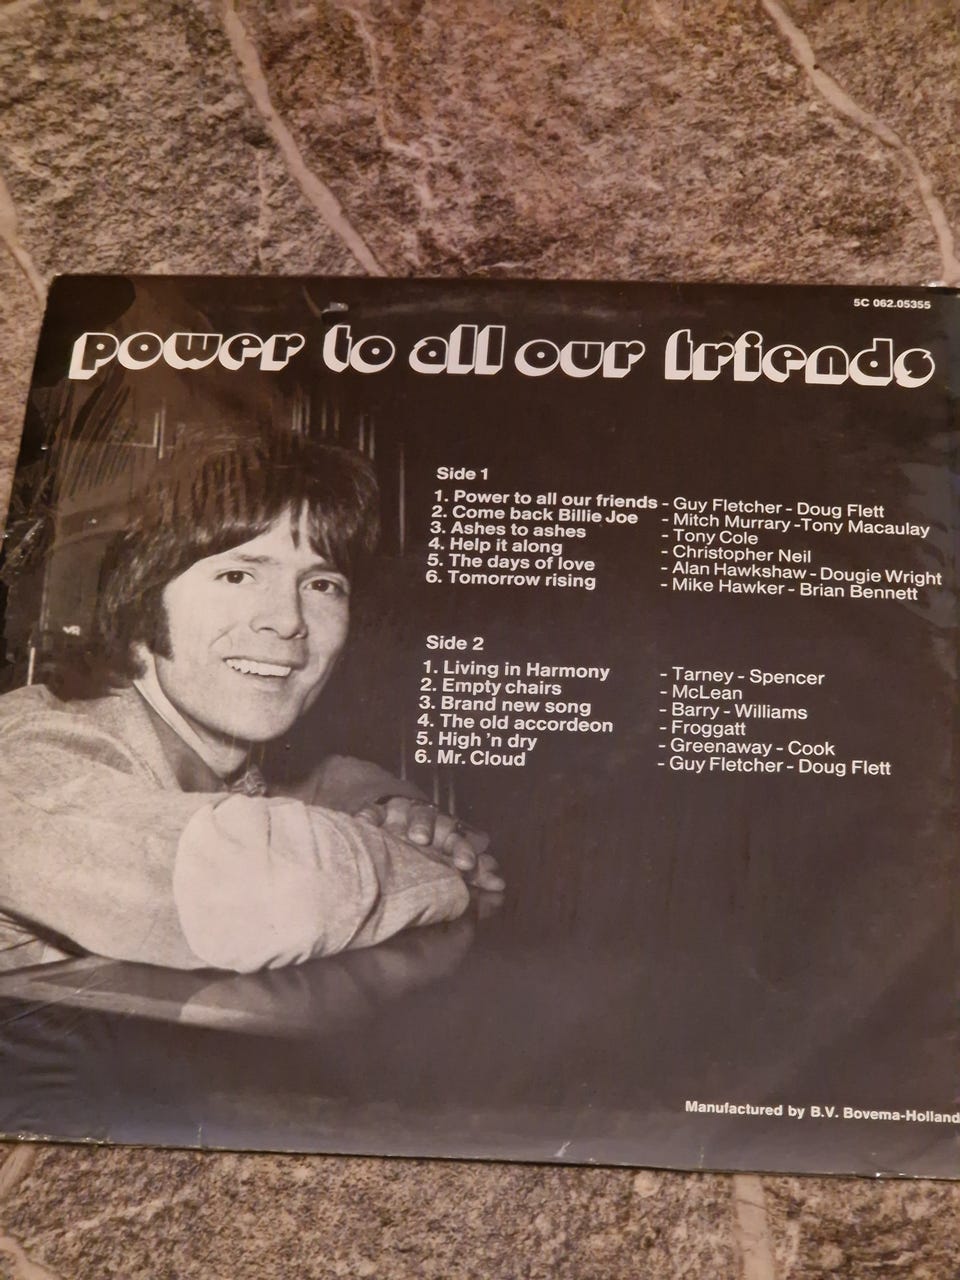 5C 062.05355
power to all our friends
Side 1
1. Power to all our friends - Guy Fletcher - Doug Flett
2. Come back Billie Joe - Mitch Murrary -Tony Macaulay
3. Ashes to ashes - Tony Cole
4. Help it along - Christopher Neil
5. The days of love - Alan Hawkshaw - Dougie Wright
6. Tomorrow rising - Mike Hawker - Brian Bennett
Side 2
1. Living in Harmony - Tarney - Spencer
2. Empty chairs - McLean
3. Brand new song - Barry - Williams
4. The old accordeon - Froggatt
5. High 'n dry - Greenaway - Cook
6. Mr. Cloud - Guy Fletcher - Doug Flett
Manufactured by B.V. Bovema-Holland